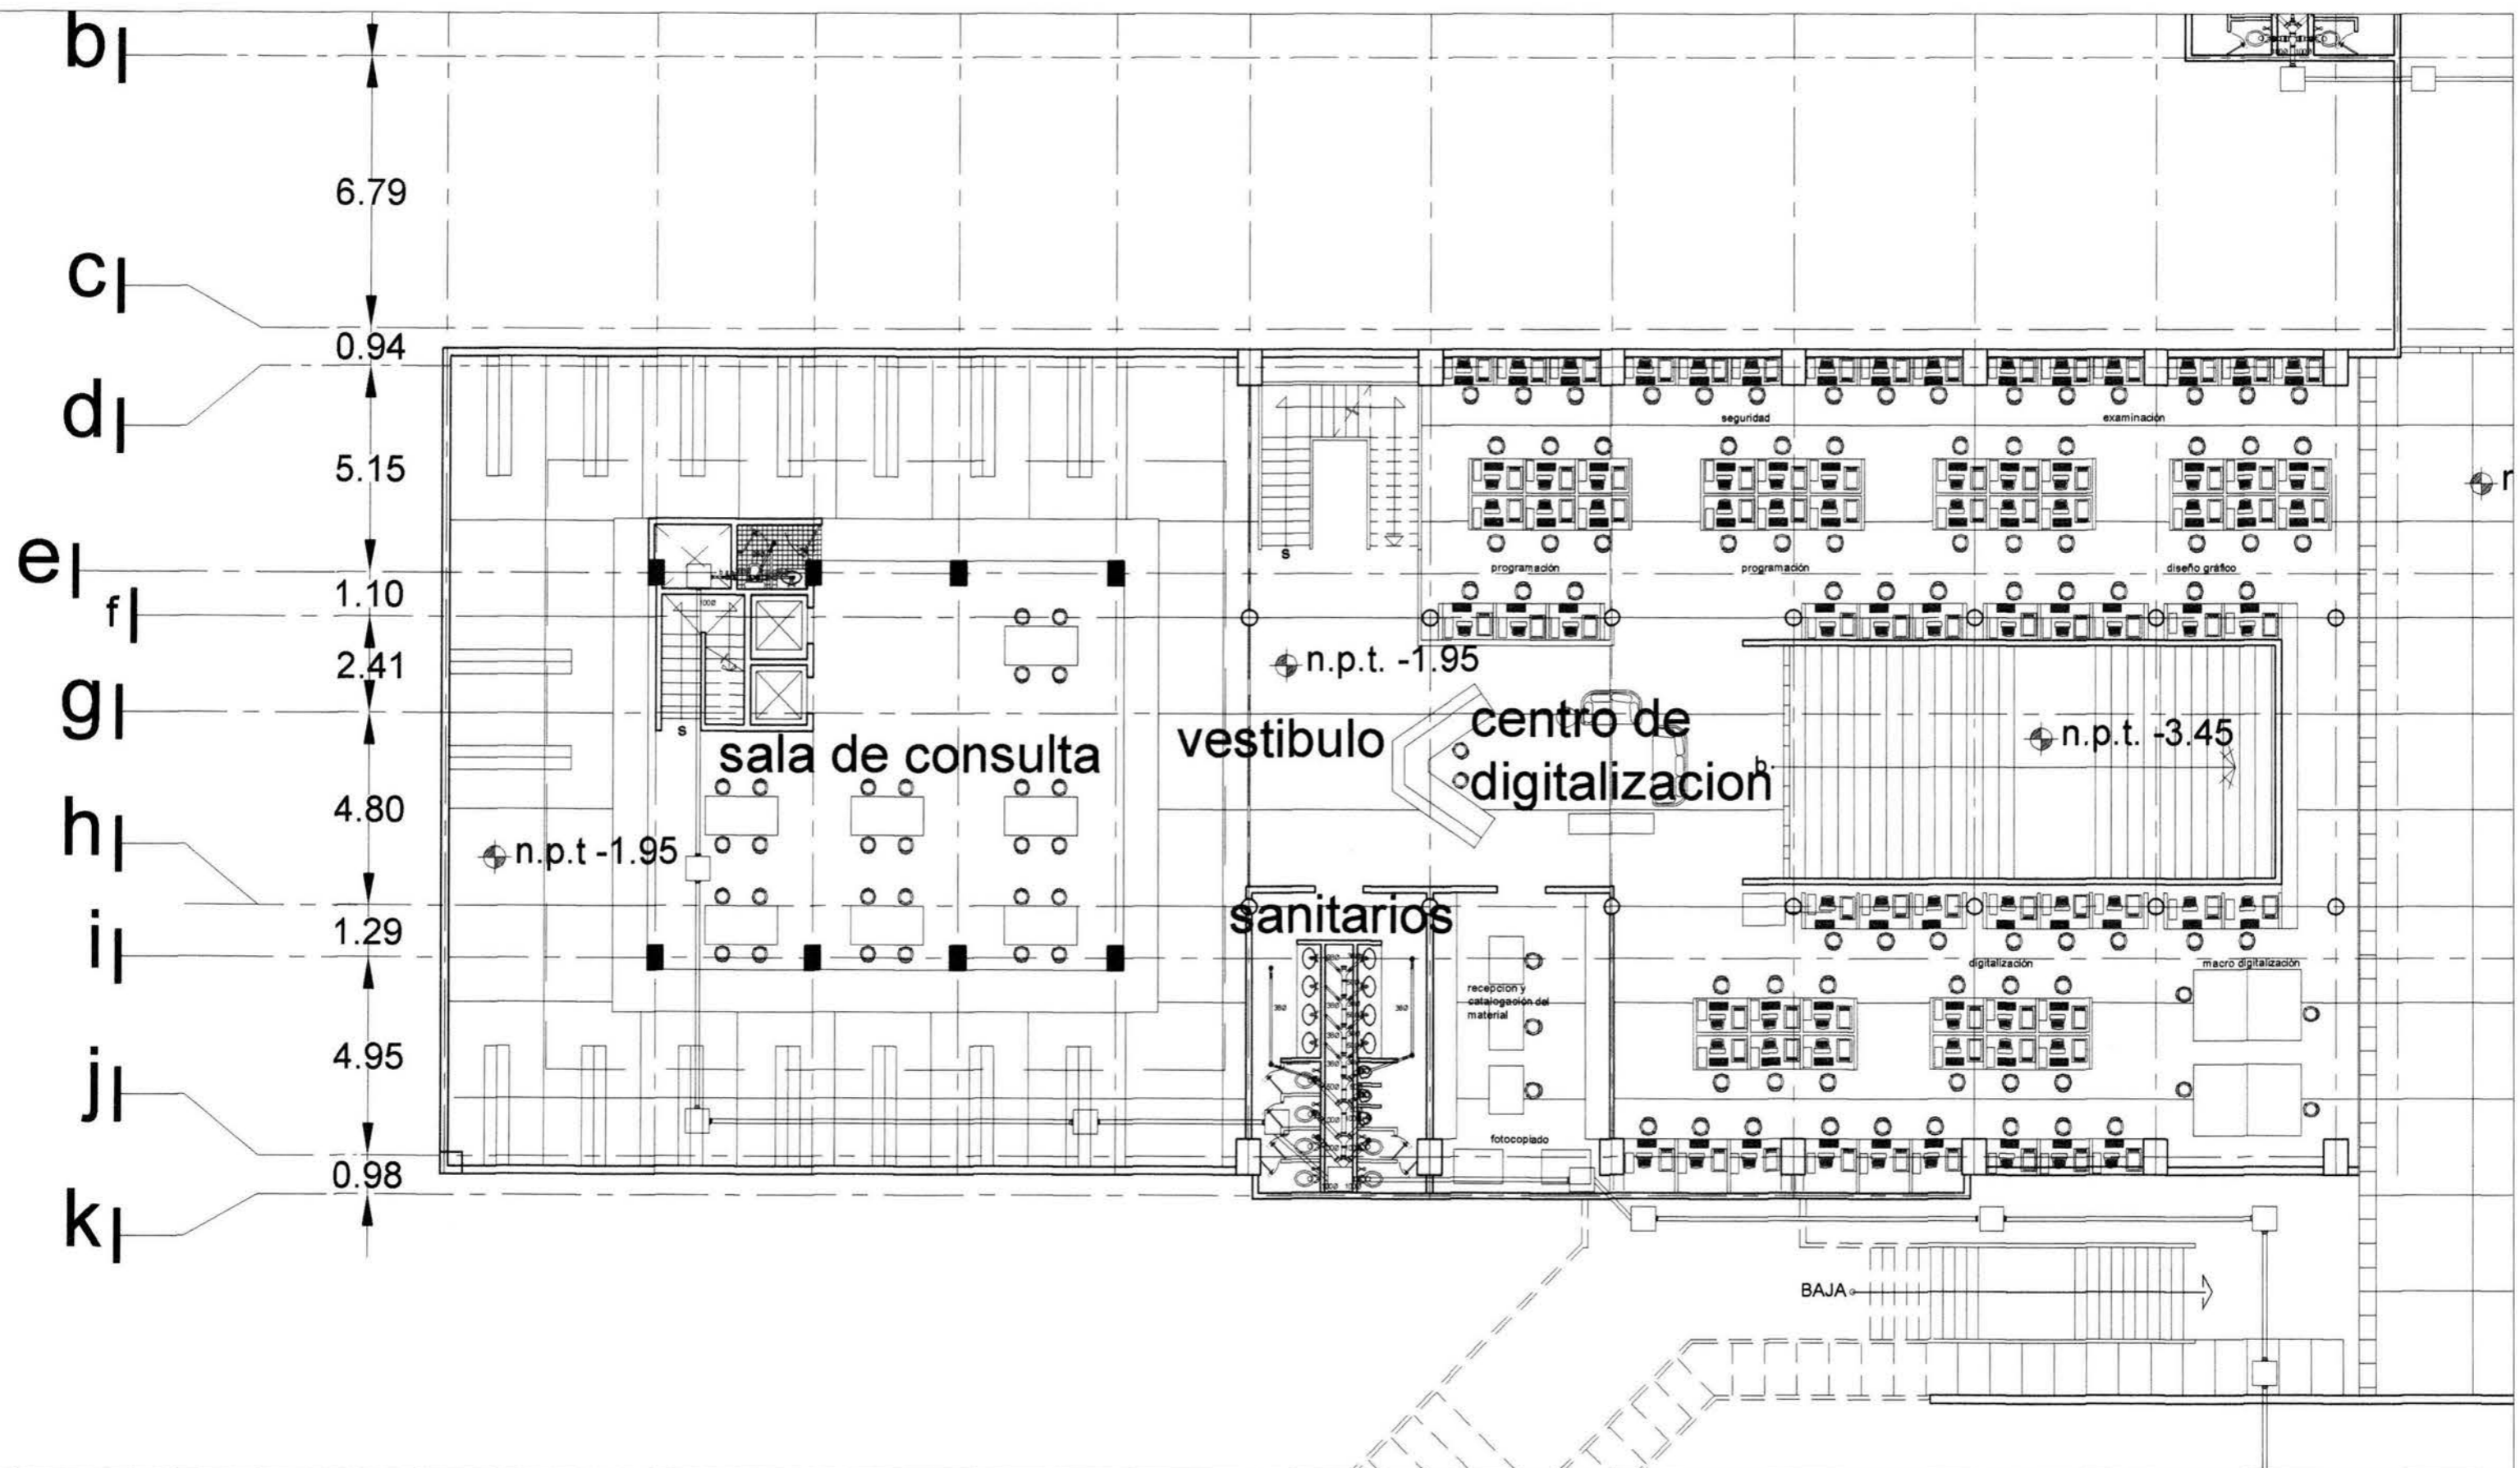 b
6.79
c
0.94
d
5.15
e
1.10
f
2.41
g
4.80
h
1.29
i
4.95
j
0.98
k
seguridad
examinación
s
programación
programación
diseño gráfico
n.p.t. -1.95
s
sala de consulta
vestibulo
centro de
digitalizacion
n.p.t. -3.45
b
n.p.t -1.95
sanitarios
digitalización
macro digitalización
recepcion y
catalogación del
material
360
360
fotocopiado
BAJA